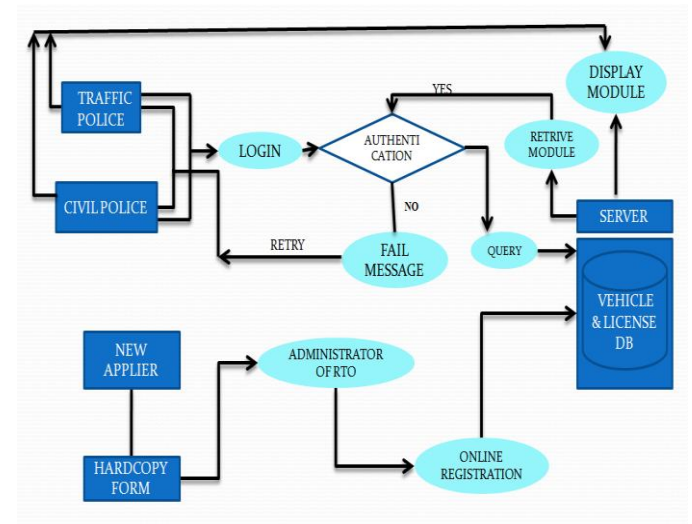 DISPLAY
MODULE
TRAFFIC
POLICE
YES
LOGIN
AUTHENTI
CATION
RETRIVE
MODULE
CIVIL POLICE
NO
SERVER
RETRY
FAIL
MESSAGE
QUERY
VEHICLE
& LICENSE
DB
NEW
APPLIER
ADMINISTRATOR
OF RTO
HARDCOPY
FORM
ONLINE
REGISTRATION